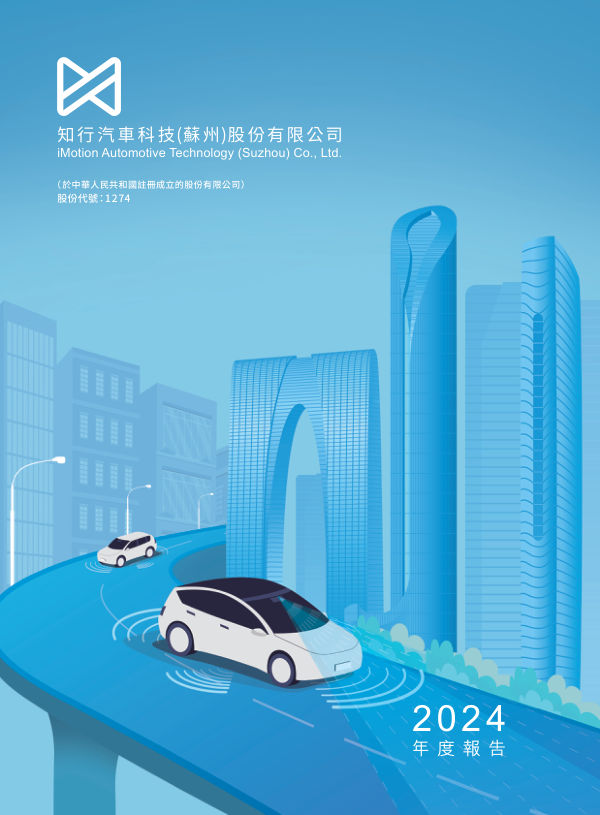 知行汽車科技(蘇州)股份有限公司
iMotion Automotive Technology (Suzhou) Co., Ltd.
(於中華人民共和國註冊成立的股份有限公司)
股份代號：1274
2024
年度報告